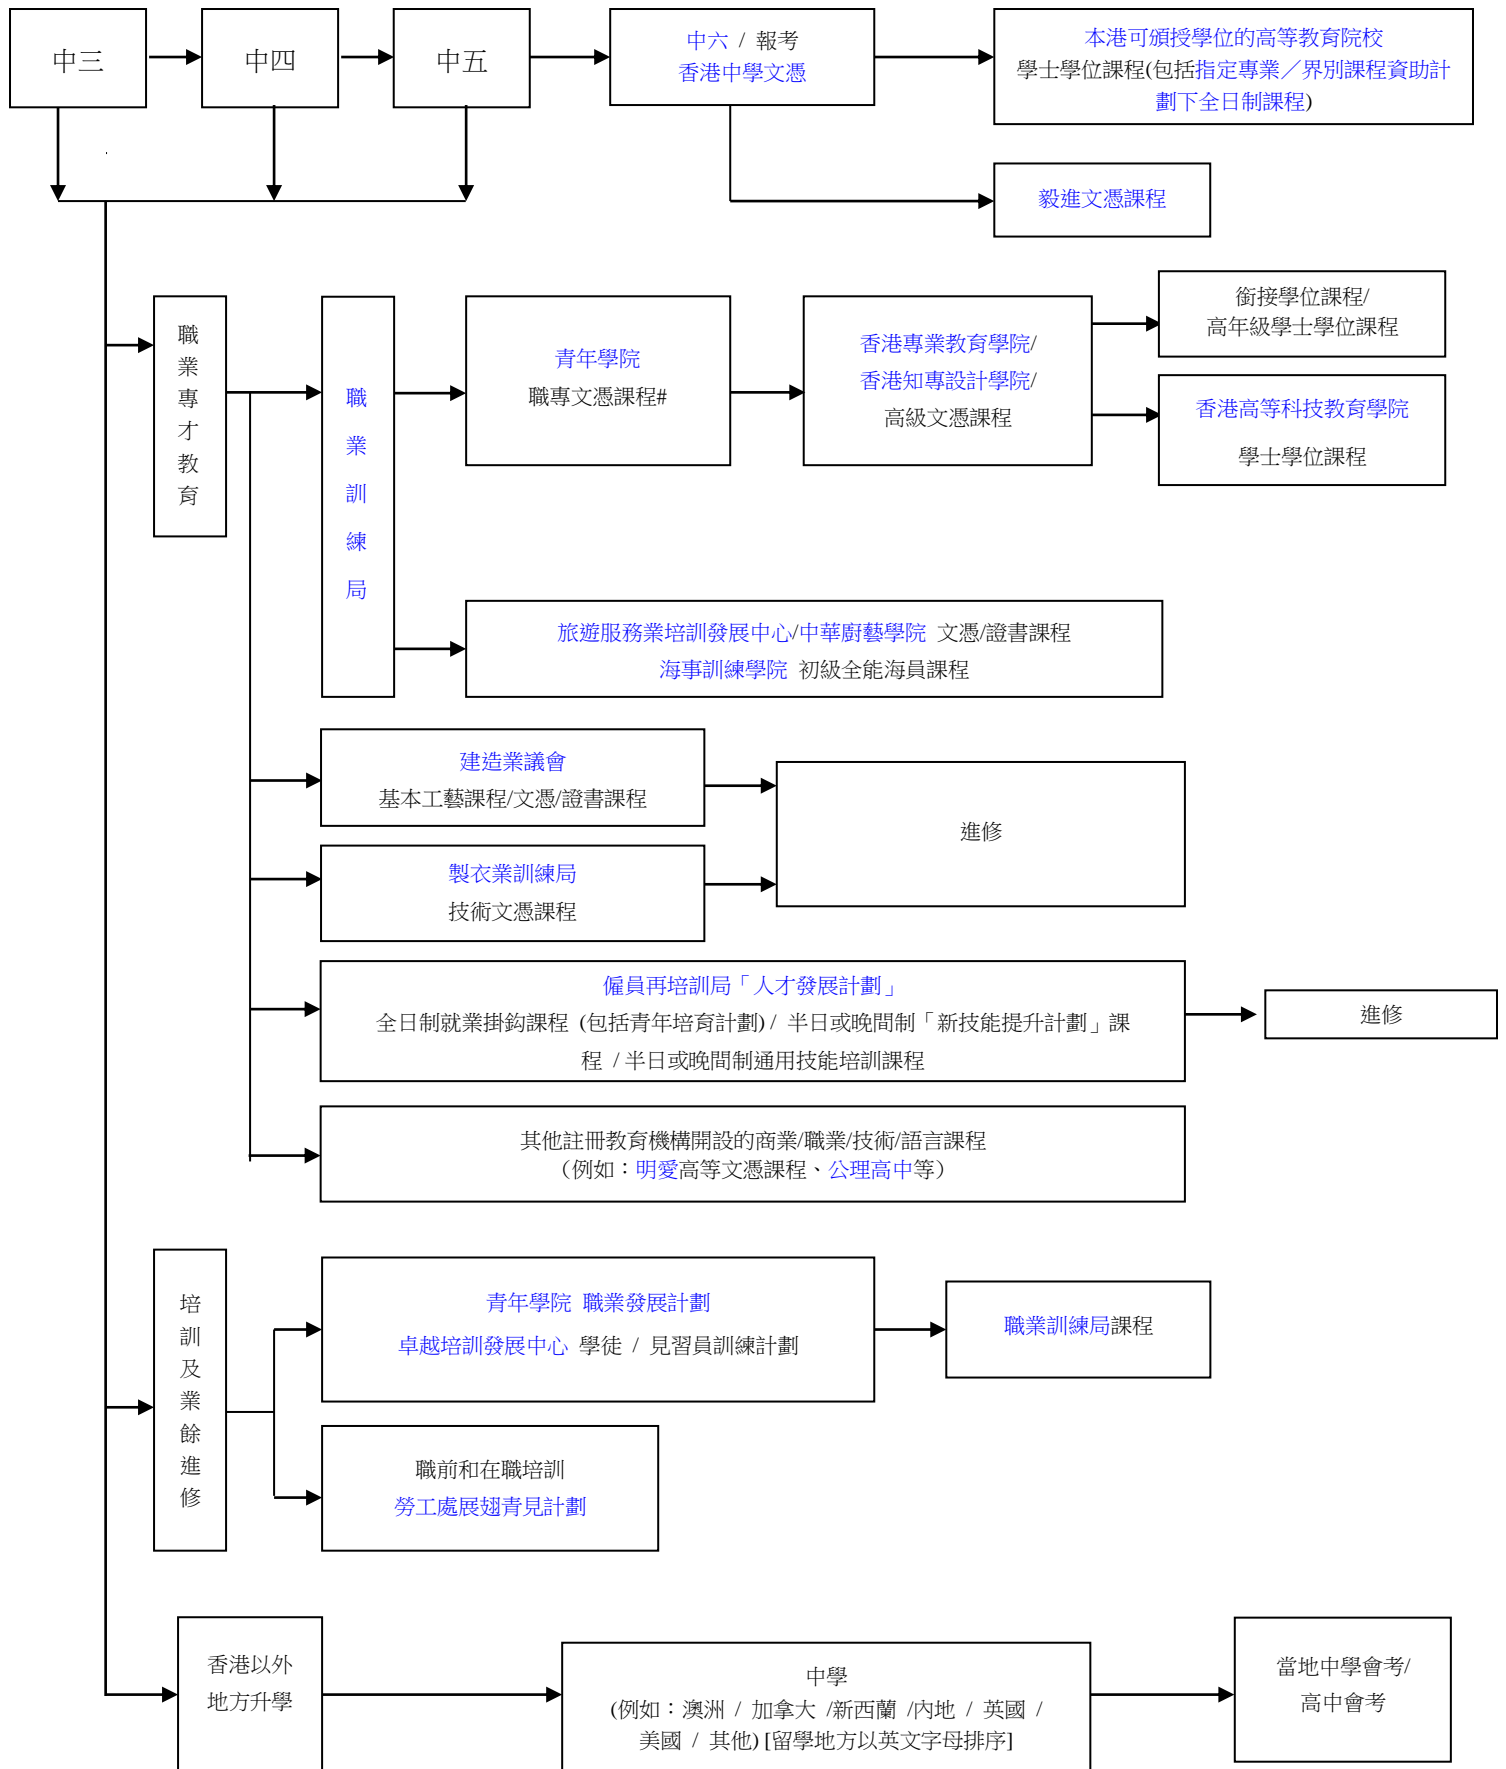 中三
中四
中五
中六 / 報考
香港中學文憑
本港可頒授學位的高等教育院校
學士學位課程(包括指定專業／界別課程資助計
劃下全日制課程)
毅進文憑課程
職
業
專
才
教
育
職
業
訓
練
局
青年學院
職專文憑課程#
香港專業教育學院/
香港知專設計學院/
高級文憑課程
銜接學位課程/
高年級學士學位課程
香港高等科技教育學院
學士學位課程
旅遊服務業培訓發展中心/中華廚藝學院 文憑/證書課程
海事訓練學院 初級全能海員課程
建造業議會
基本工藝課程/文憑/證書課程
製衣業訓練局
技術文憑課程
進修
僱員再培訓局「人才發展計劃」
全日制就業掛鈎課程 (包括青年培育計劃) / 半日或晚間制「新技能提升計劃」課
程 / 半日或晚間制通用技能培訓課程
進修
其他註冊教育機構開設的商業/職業/技術/語言課程
（例如：明愛高等文憑課程、公理高中等）
培
訓
及
業
餘
進
修
青年學院 職業發展計劃
卓越培訓發展中心 學徒 / 見習員訓練計劃
職業訓練局課程
職前和在職培訓
勞工處展翅青見計劃
香港以外
地方升學
中學
(例如：澳洲 / 加拿大 /新西蘭 /內地 / 英國 /
美國 / 其他) [留學地方以英文字母排序]
當地中學會考/
高中會考